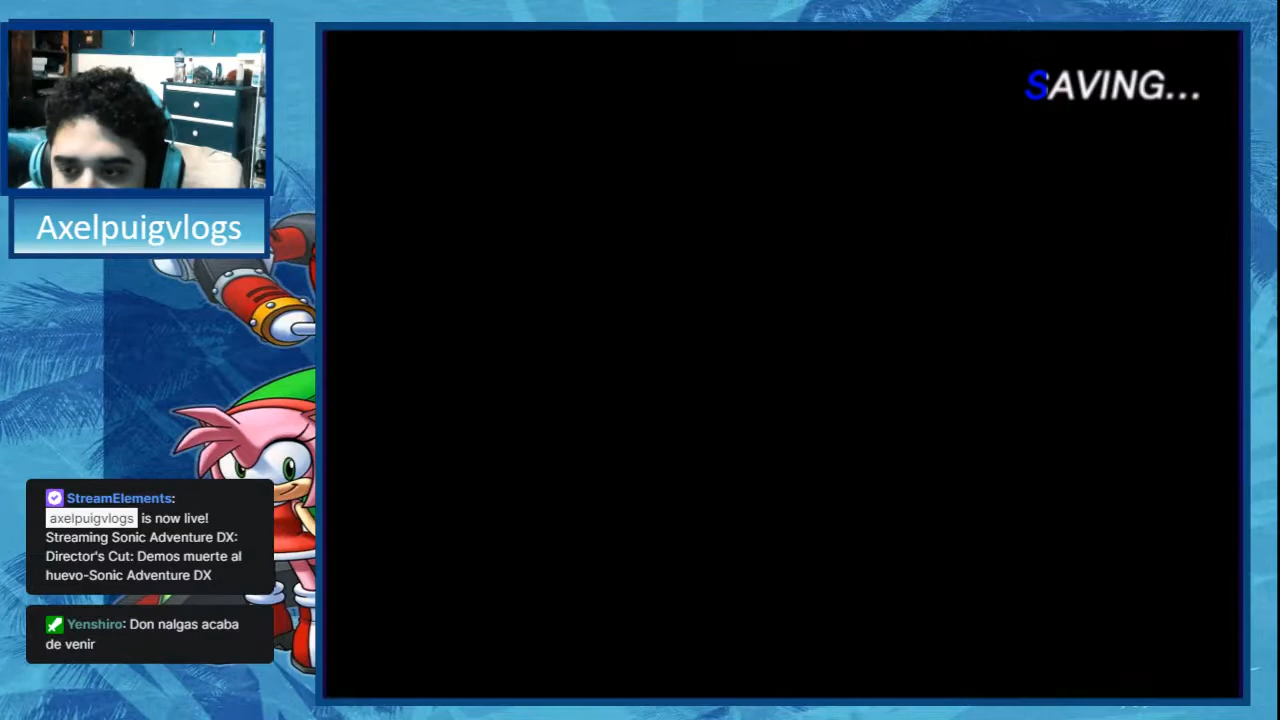 SAVING...
Axelpuigvlogs
StreamElements:
axelpuigvlogs is now live!
Streaming Sonic Adventure DX:
Director's Cut: Demos muerte al
huevo-Sonic Adventure DX
Yenshiro: Don nalgas acaba
de venir